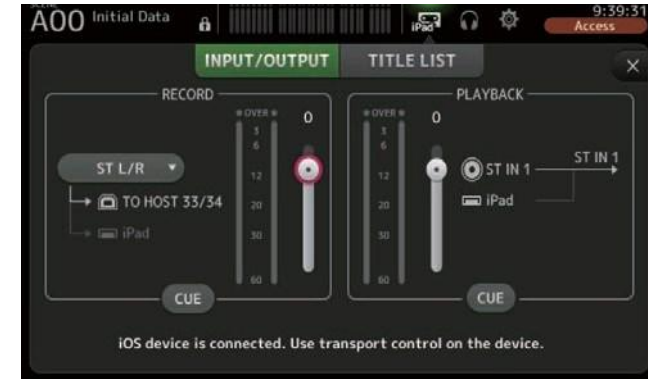 SCENE
A00 Initial Data
iPad
9:39:31
Access
INPUT/OUTPUT
TITLE LIST
RECORD
OVER
3
6
12
20
30
60
0
ST L/R
TO HOST 33/34
iPad
CUE
PLAYBACK
OVER
3
6
12
20
30
60
0
ST IN 1
ST IN 1
iPad
CUE
iOS device is connected. Use transport control on the device.